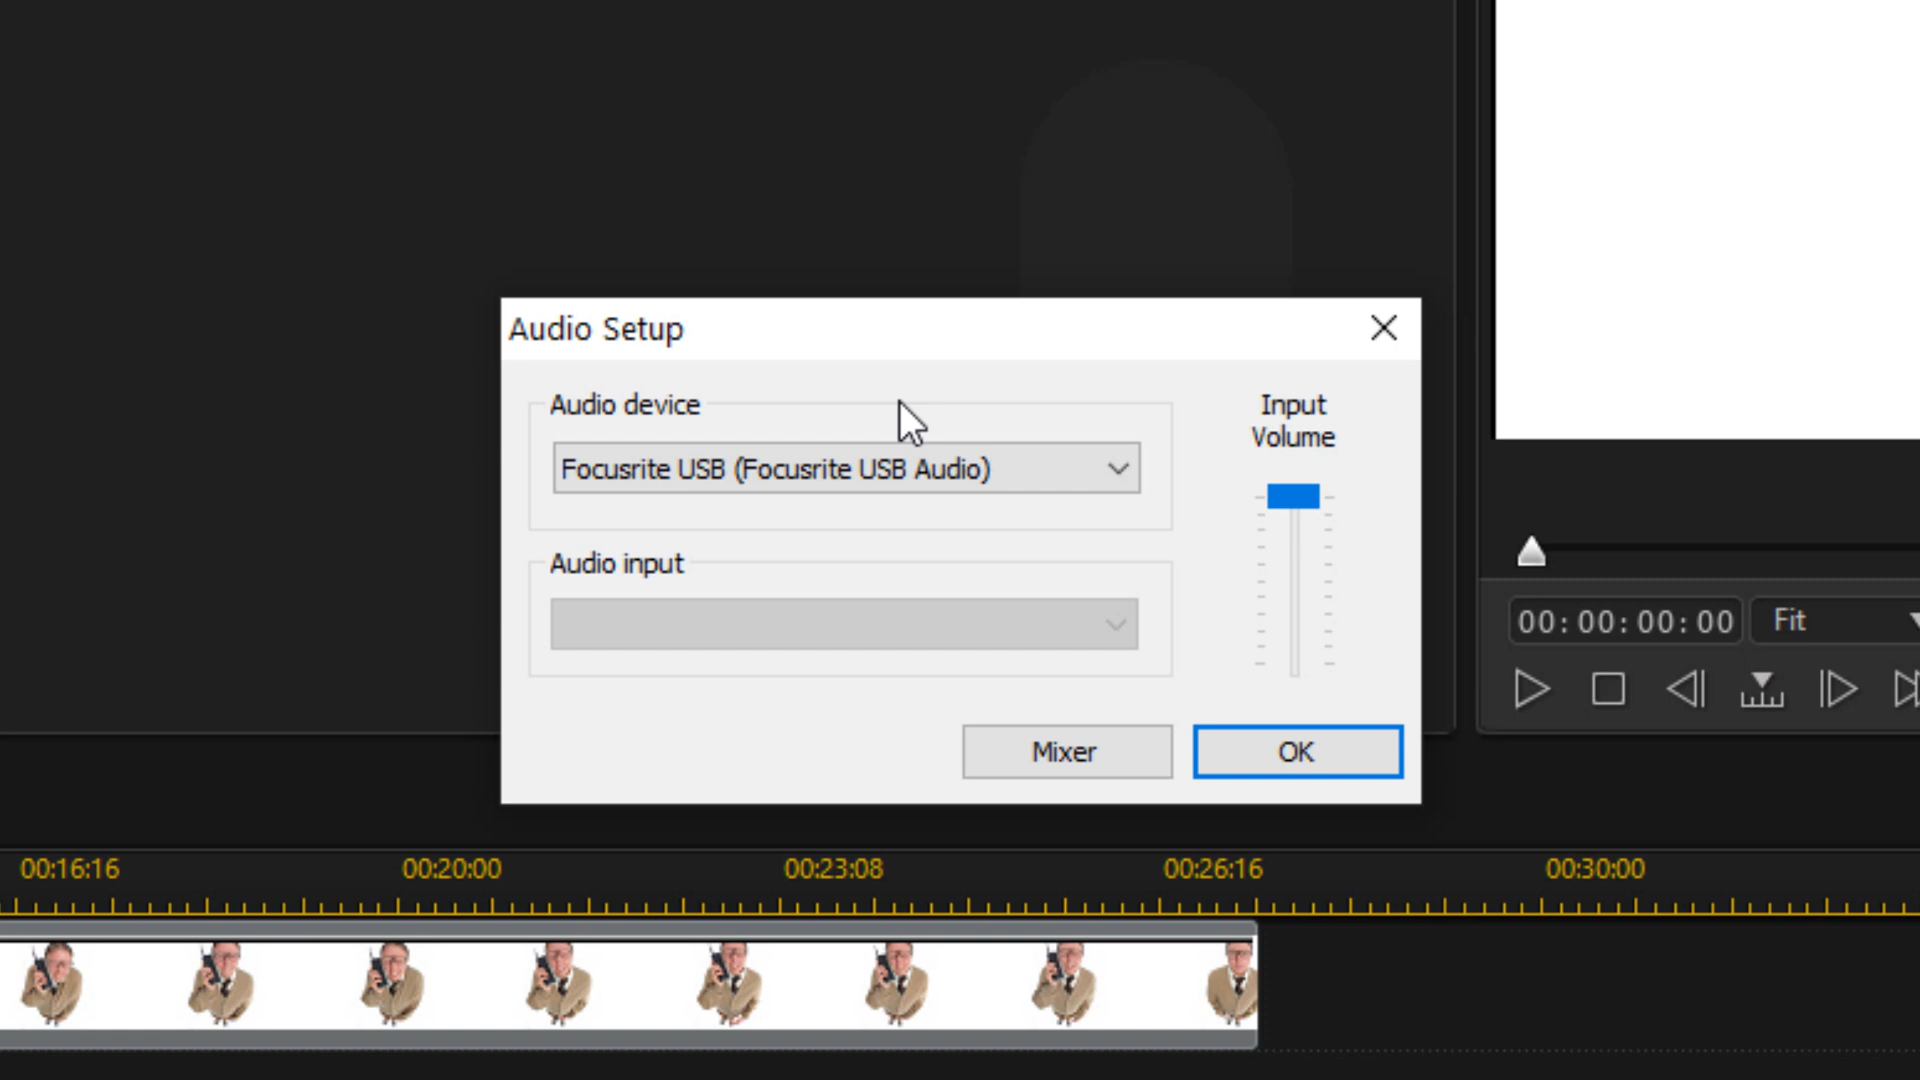 Audio Setup
Audio device
Input
Volume
Focusrite USB (Focusrite USB Audio)
Audio input
00:00:00:00
Fit
Mixer
OK
00:16:16
00:20:00
00:23:08
00:26:16
00:30:00